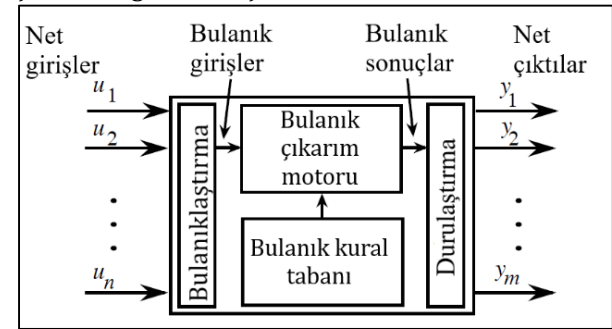 Net
girişler
Bulanık
girişler
Bulanık
sonuçlar
Net
çıktılar
u1
u2
un
Bulanıklaştırma
Bulanık
çıkarım
motoru
Bulanık kural
tabanı
Durulaştırma
y1
y2
ym